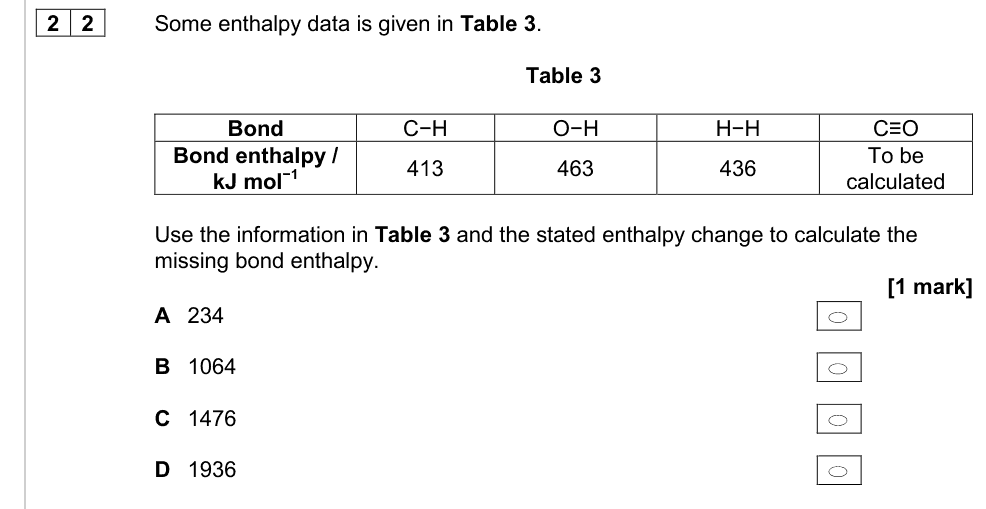 2 2 Some enthalpy data is given in Table 3.
Table 3
Bond C−H O−H H−H C≡O
Bond enthalpy / kJ mol⁻¹ 413 463 436 To be calculated
Use the information in Table 3 and the stated enthalpy change to calculate the
missing bond enthalpy.
[1 mark]
A 234
B 1064
C 1476
D 1936